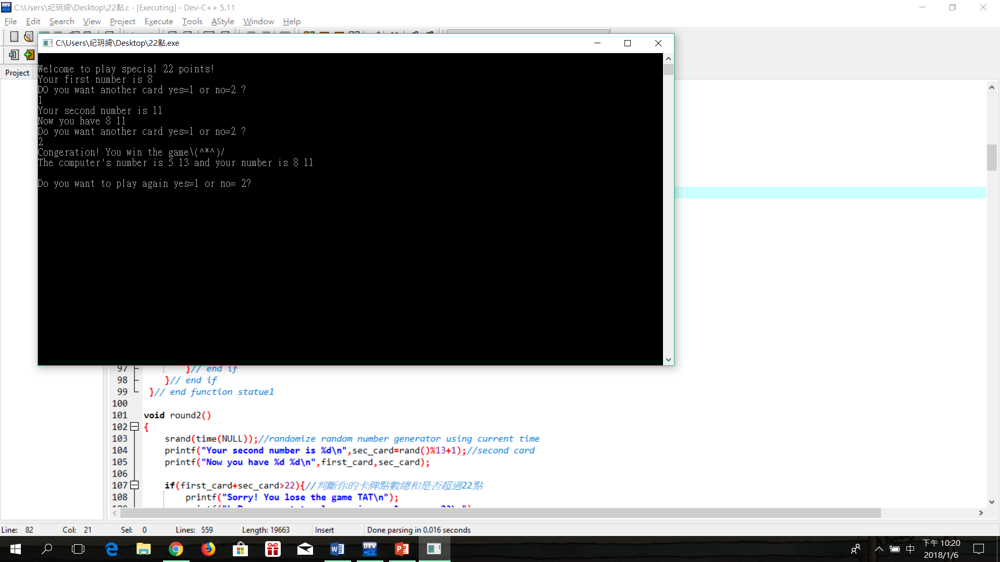 C:\Users\紀玥綺\Desktop\22點.c - [Executing] - Dev-C++ 5.11
File Edit Search View Project Execute Tools AStyle Window Help
C:\Users\紀玥綺\Desktop\22點.exe
Project
Welcome to play special 22 points!
Your first number is 8
DO you want another card yes=1 or no=2 ?
1
Your second number is 11
Now you have 8 11
Do you want another card yes=1 or no=2 ?
2
Congeration! You win the game\(^*^)/
The computer's number is 5 13 and your number is 8 11
Do you want to play again yes=1 or no= 2?
97 }// end if
98 }// end if
99 }// end function statue1
100
101 void round2()
102 {
103 srand(time(NULL));//randomize random number generator using current time
104 printf("Your second number is %d\n",sec_card=rand()%13+1);//second card
105 printf("Now you have %d %d\n",first_card,sec_card);
106
107 if(first_card+sec_card>22){//判斷你的卡牌點數總和是否超過22點
108 printf("Sorry! You lose the game TAT\n");
Line: 82 Col: 21 Sel: 0 Lines: 559 Length: 19663 Insert Done parsing in 0.016 seconds
DEV C++
中
下午 10:20
2018/1/6